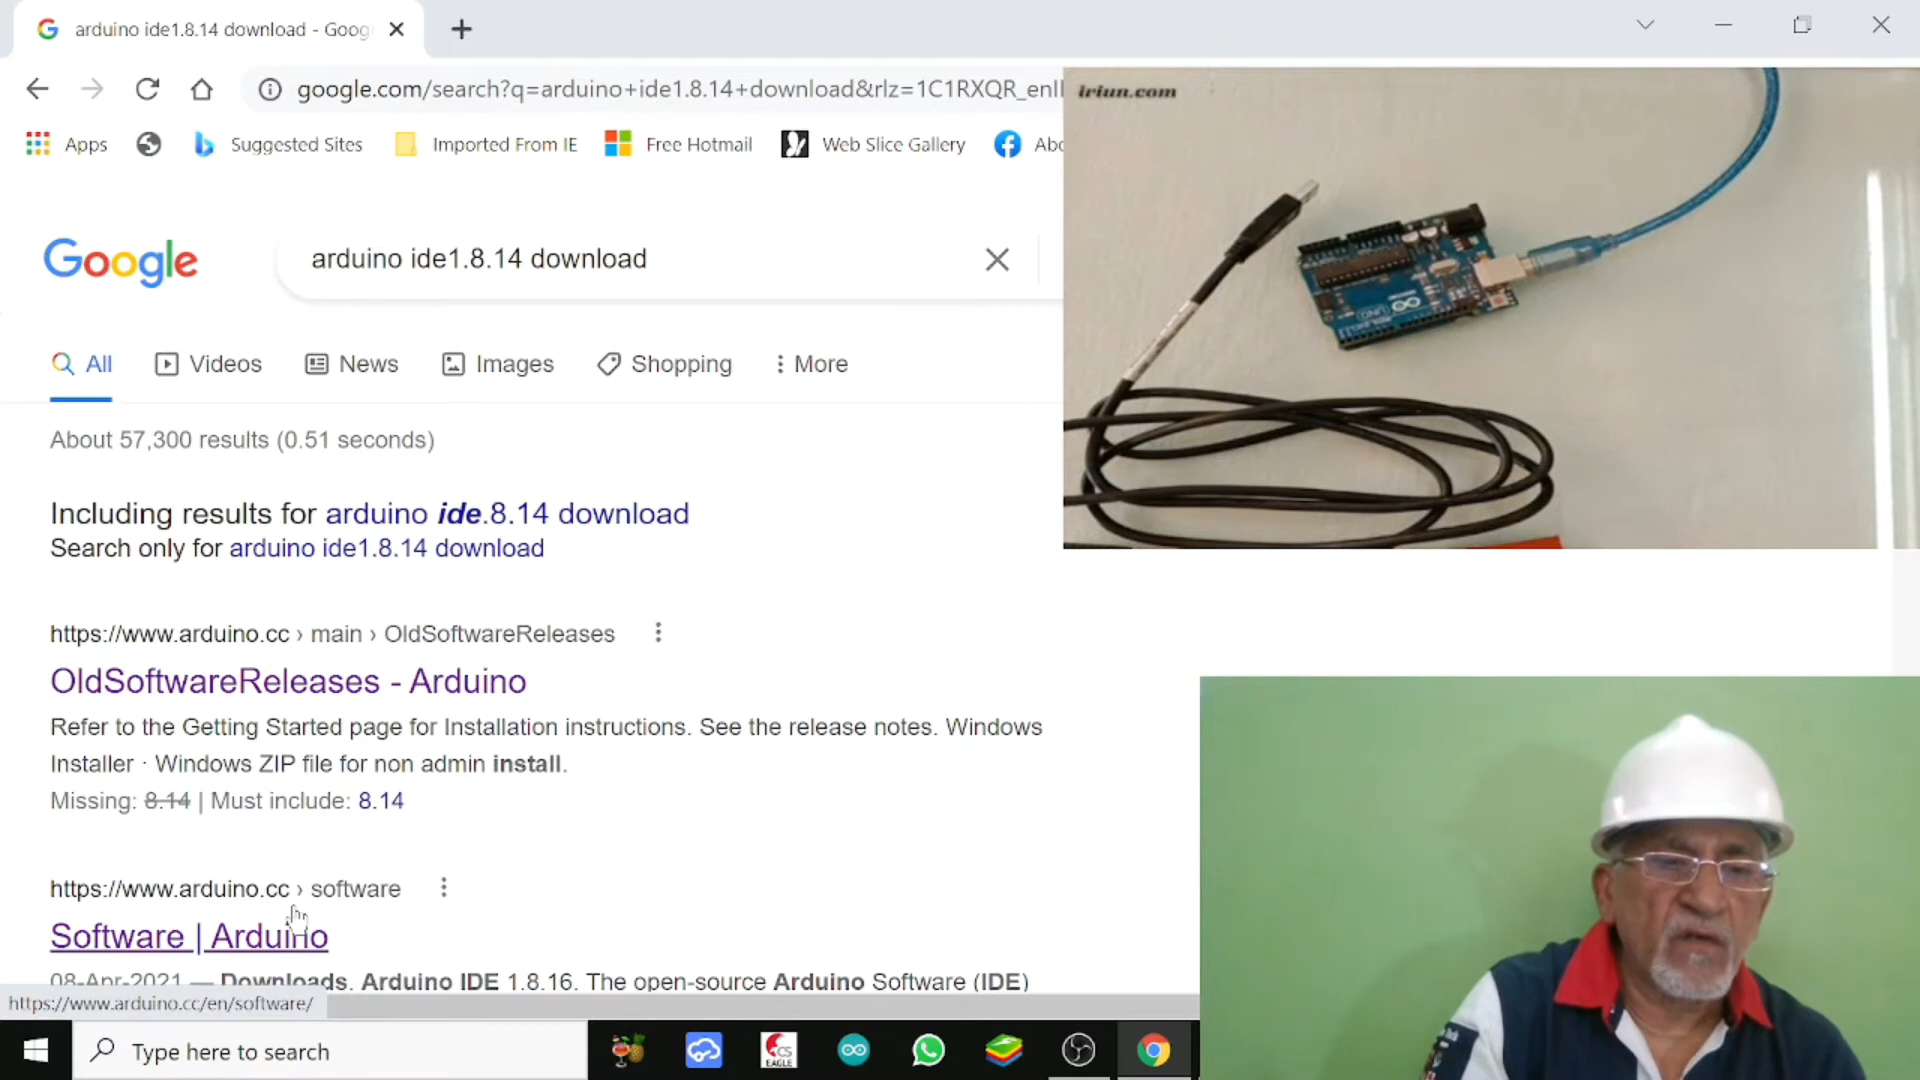 arduino ide1.8.14 download - Goog
google.com/search?q=arduino+ide1.8.14+download&rlz=1C1RXQR_enII
Apps
Suggested Sites
Imported From IE
Free Hotmail
Web Slice Gallery
Abo
iriun.com
UNO
Google
arduino ide1.8.14 download
All
Videos
News
Images
Shopping
More
About 57,300 results (0.51 seconds)
Including results for arduino ide.8.14 download
Search only for arduino ide1.8.14 download
https://www.arduino.cc › main › OldSoftwareReleases
OldSoftwareReleases - Arduino
Refer to the Getting Started page for Installation instructions. See the release notes. Windows
Installer · Windows ZIP file for non admin install.
Missing: 8.14 | Must include: 8.14
https://www.arduino.cc › software
Software | Arduino
08-Apr-2021 — Downloads. Arduino IDE 1.8.16. The open-source Arduino Software (IDE)
https://www.arduino.cc/en/software/
Type here to search
CS
EAGLE